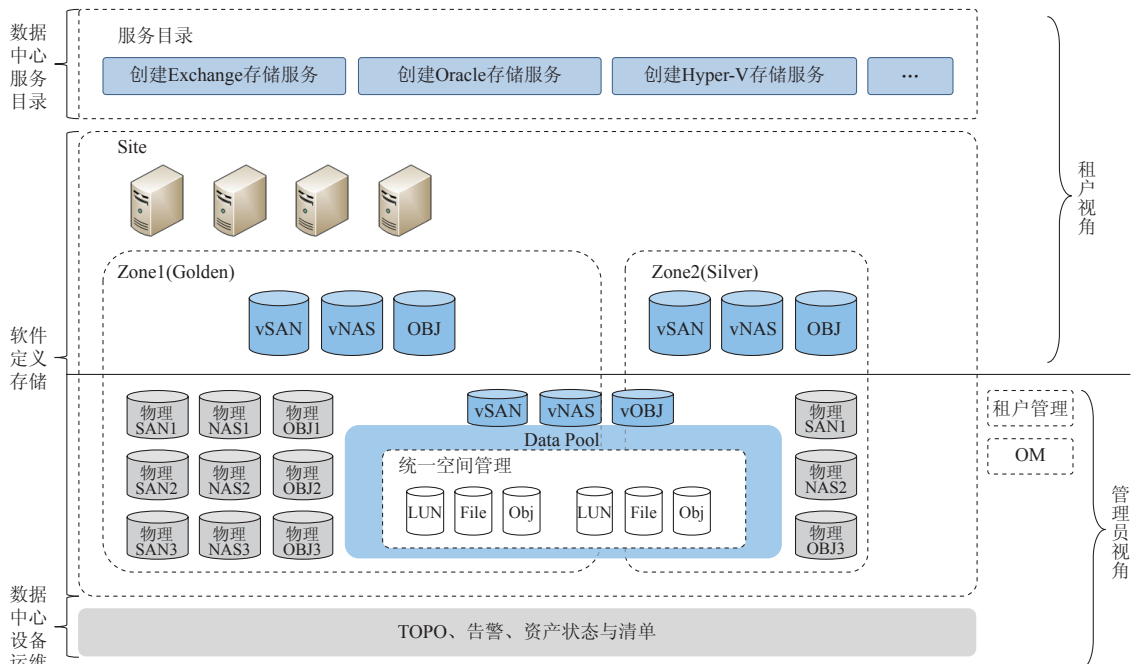 数据
中心
服务
目录
服务目录
创建Exchange存储服务
创建Oracle存储服务
创建Hyper-V存储服务
…
租户视角
软件
定义
存储
Site
Zone1(Golden)
vSAN
vNAS
OBJ
Zone2(Silver)
vSAN
vNAS
OBJ
物理
SAN1
物理
NAS1
物理
OBJ1
物理
SAN2
物理
NAS2
物理
OBJ2
物理
SAN3
物理
NAS3
物理
OBJ3
vSAN
vNAS
vOBJ
Data Pool
统一空间管理
LUN
File
Obj
LUN
File
Obj
物理
SAN1
物理
NAS2
物理
OBJ3
租户管理
OM
管理员视角
数据
中心
设备
运维
TOPO、告警、资产状态与清单